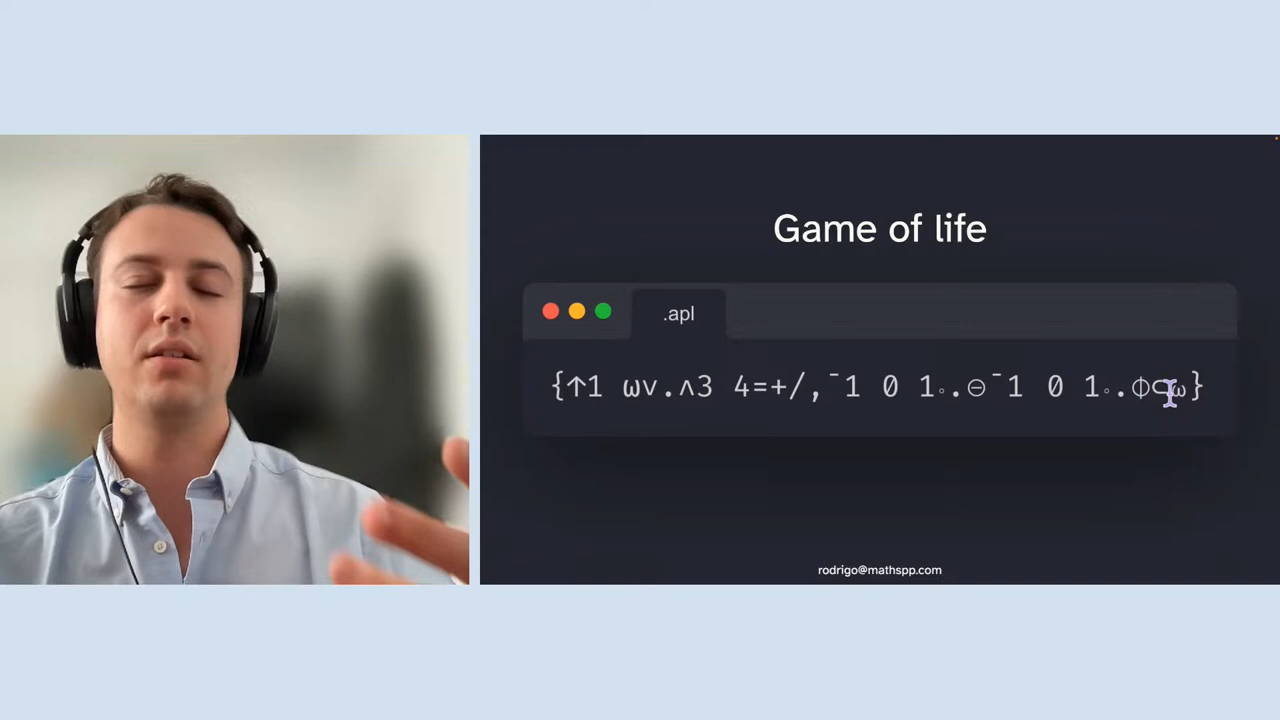 Game of life
.apl
{↑1 ⍵∨.∧3 4=+/,¯1 0 1∘.⊖¯1 0 1∘.⌽⊂⍵}
rodrigo@mathspp.com